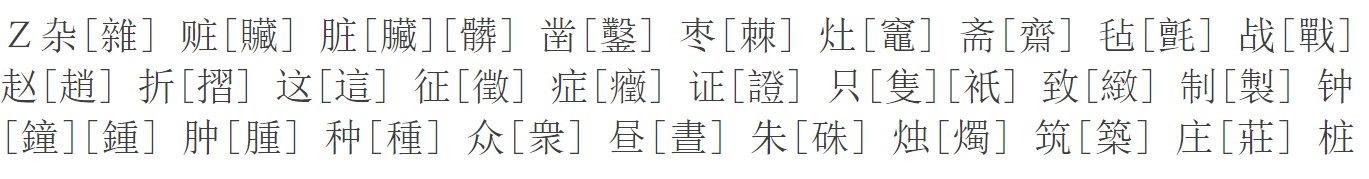 Z 杂[雜] 赃[贓] 脏[臟][髒] 凿[鑿] 枣[棘] 灶[竈] 斋[齋] 毡[氈] 战[戰]
赵[趙] 折[摺] 这[這] 征[徵] 症[癥] 证[證] 只[隻][衹] 致[緻] 制[製] 钟
[鐘][鍾] 肿[腫] 种[種] 众[衆] 昼[晝] 朱[硃] 烛[燭] 筑[築] 庄[莊] 桩